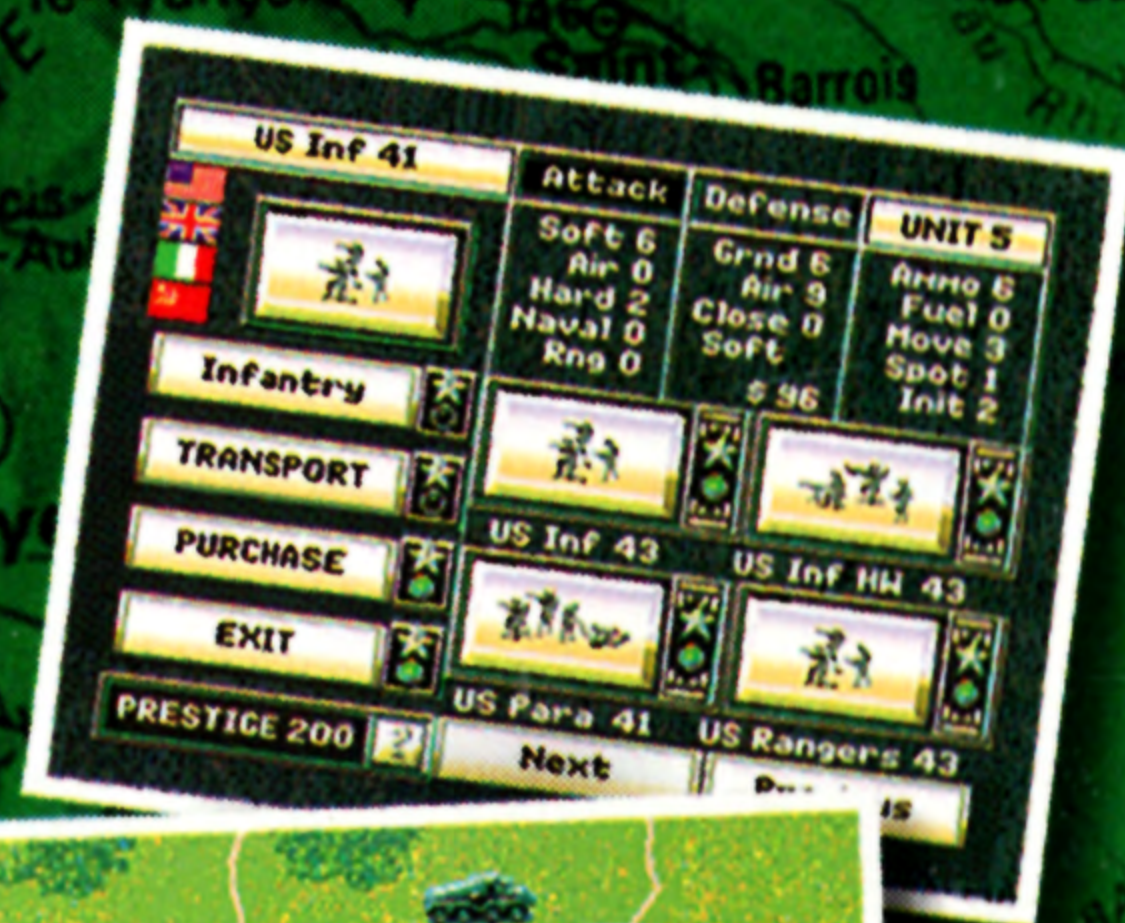 Saint
Barrois
US Inf 41
Attack
Defense
UNIT 5
Soft 6
Air 0
Hard 2
Naval 0
Rng 0
Grnd 6
Air 9
Close 0
Soft
$ 96
Ammo 6
Fuel 0
Move 3
Spot 1
Init 2
Infantry
TRANSPORT
PURCHASE
EXIT
US Inf 43
US Inf HW 43
US Para 41
US Rangers 43
PRESTIGE 200
?
Next